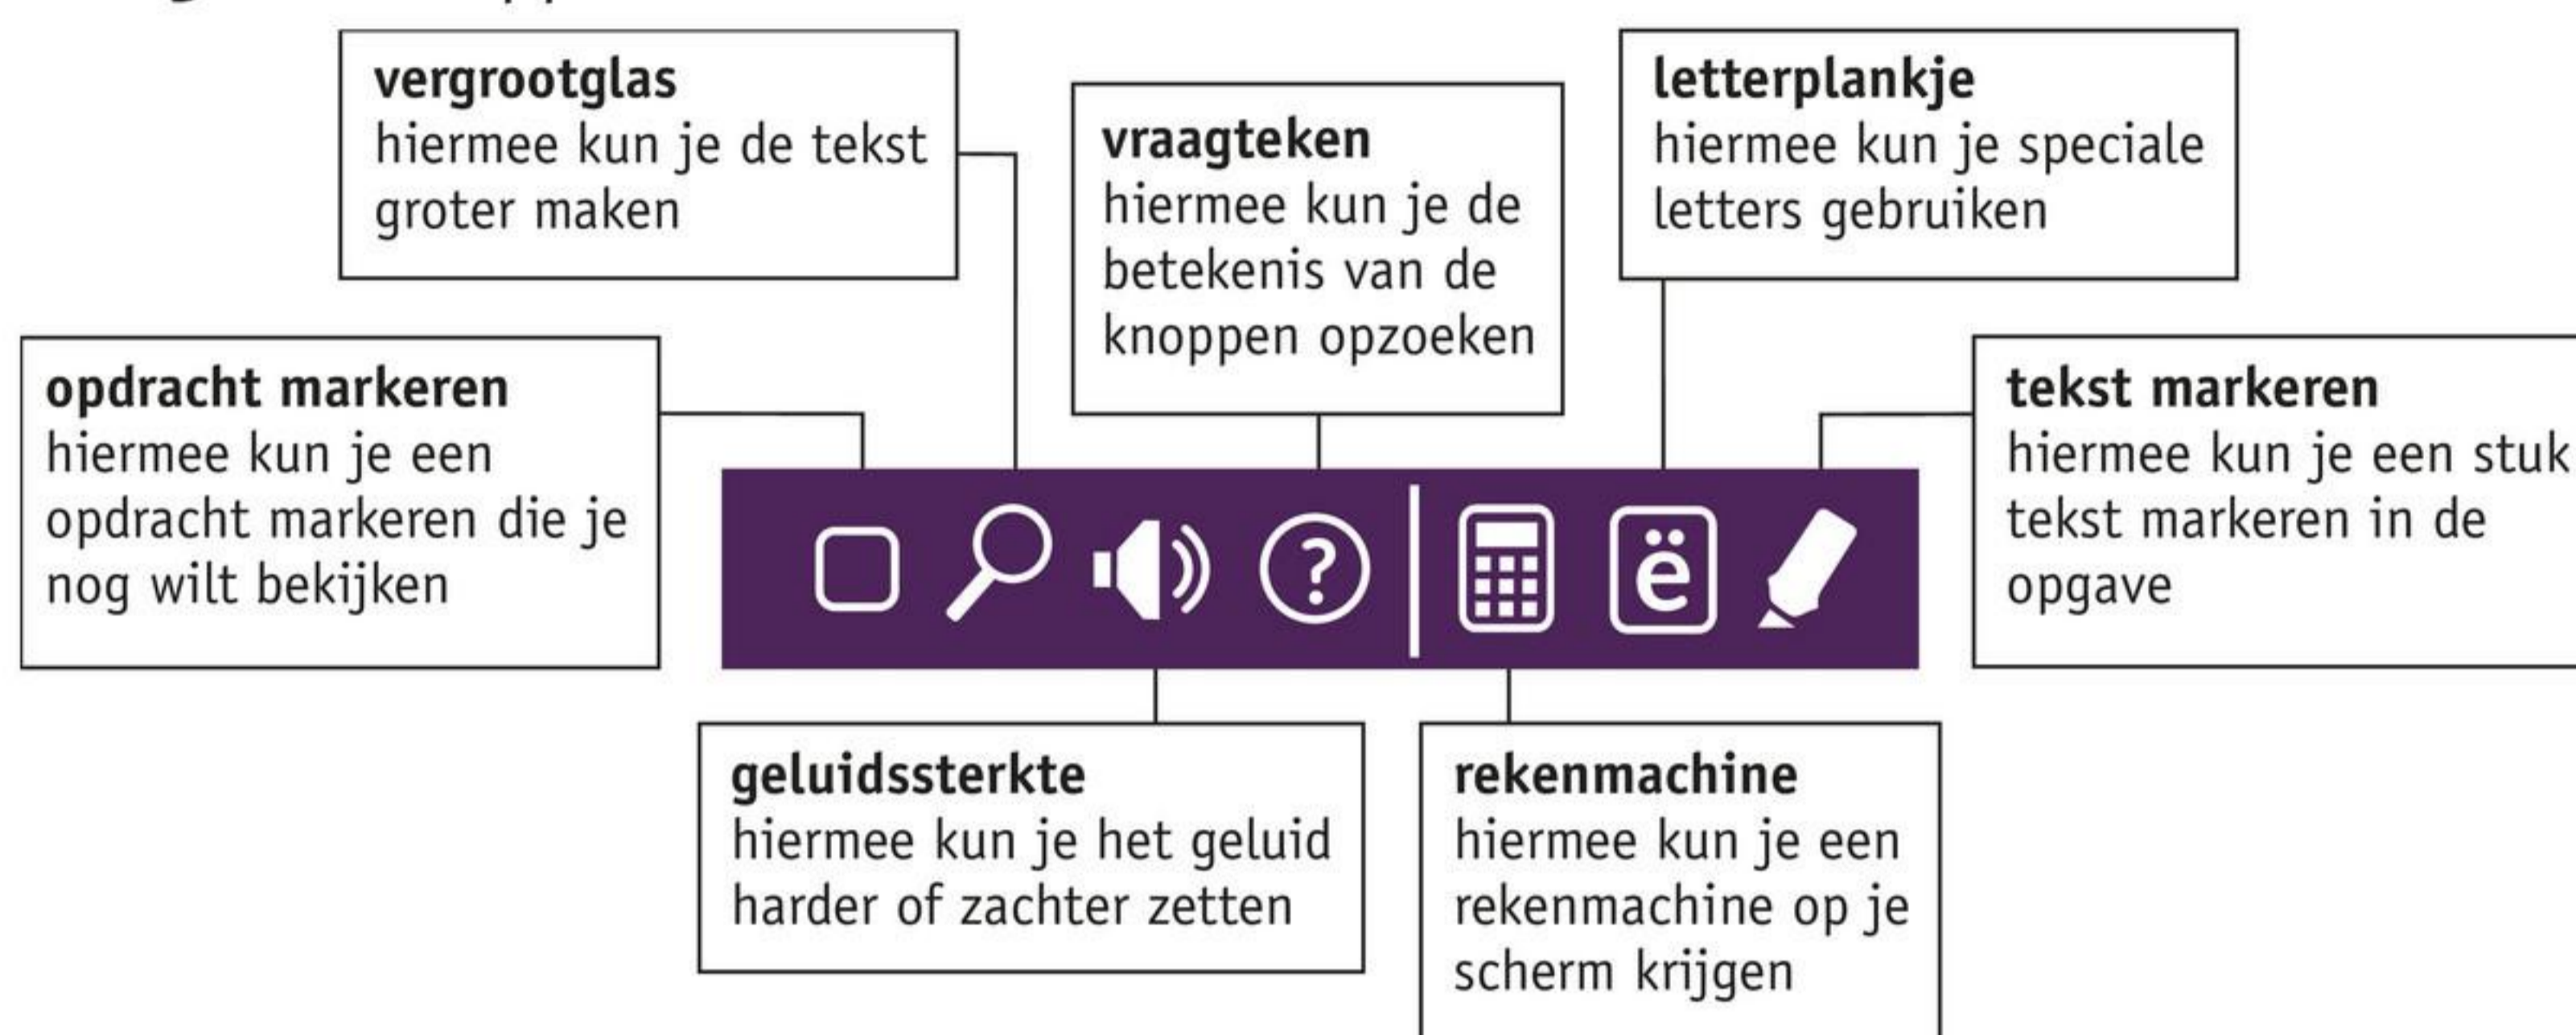 vergrootglas
hiermee kun je de tekst
groter maken
vraagteken
hiermee kun je de
betekenis van de
knoppen opzoeken
letterplankje
hiermee kun je speciale
letters gebruiken
opdracht markeren
hiermee kun je een
opdracht markeren die je
nog wilt bekijken
tekst markeren
hiermee kun je een stuk
tekst markeren in de
opgave
?
ë
geluidssterkte
hiermee kun je het geluid
harder of zachter zetten
rekenmachine
hiermee kun je een
rekenmachine op je
scherm krijgen